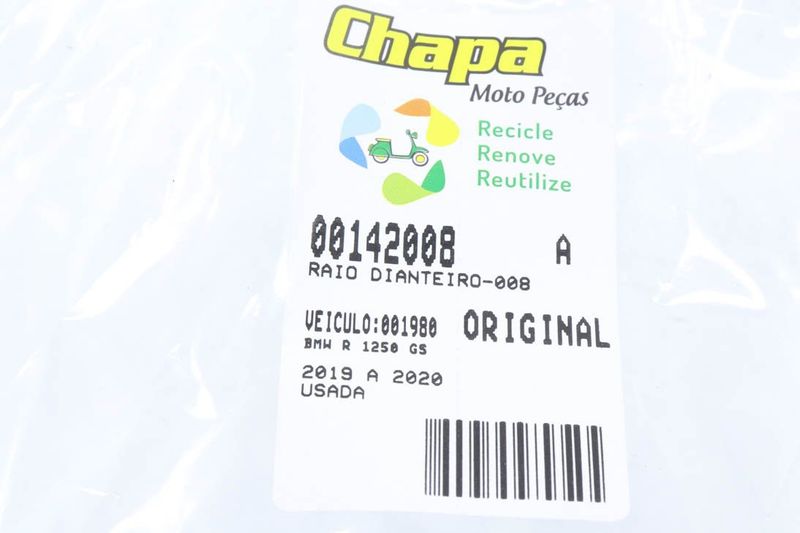 Chapa
Moto Peças
Recicle
Renove
Reutilize
00142008 A
RAIO DIANTEIRO-008
VEICULO:001980 ORIGINAL
BMW R 1250 GS
2019 A 2020
USADA